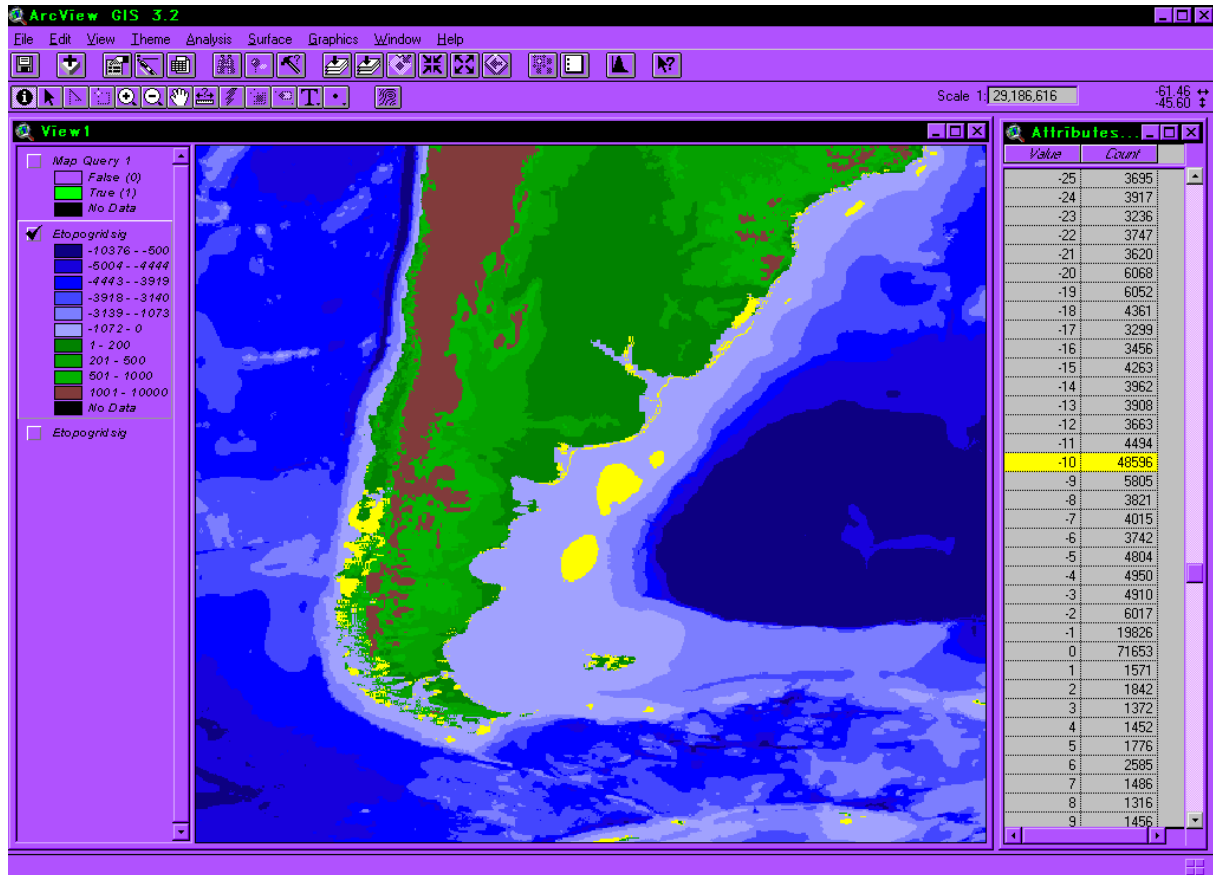 ArcView GIS 3.2
File Edit View Theme Analysis Surface Graphics Window Help
Scale 1: 29,186,616 -61.46
-45.60
View1
Map Query 1
False (0)
True (1)
No Data
Etopogrid sig
-10376 - -500
-5004 - -4444
-4443 - -3919
-3918 - -3140
-3139 - -1073
-1072 - 0
1 - 200
201 - 500
501 - 1000
1001 - 10000
No Data
Etopogrid sig
Attributes...
Value Count
-25 3695
-24 3917
-23 3236
-22 3747
-21 3620
-20 6068
-19 6052
-18 4361
-17 3299
-16 3456
-15 4263
-14 3962
-13 3908
-12 3663
-11 4494
-10 48596
-9 5805
-8 3821
-7 4015
-6 3742
-5 4804
-4 4950
-3 4910
-2 6017
-1 19826
0 71653
1 1571
2 1842
3 1372
4 1452
5 1776
6 2585
7 1486
8 1316
9 1456